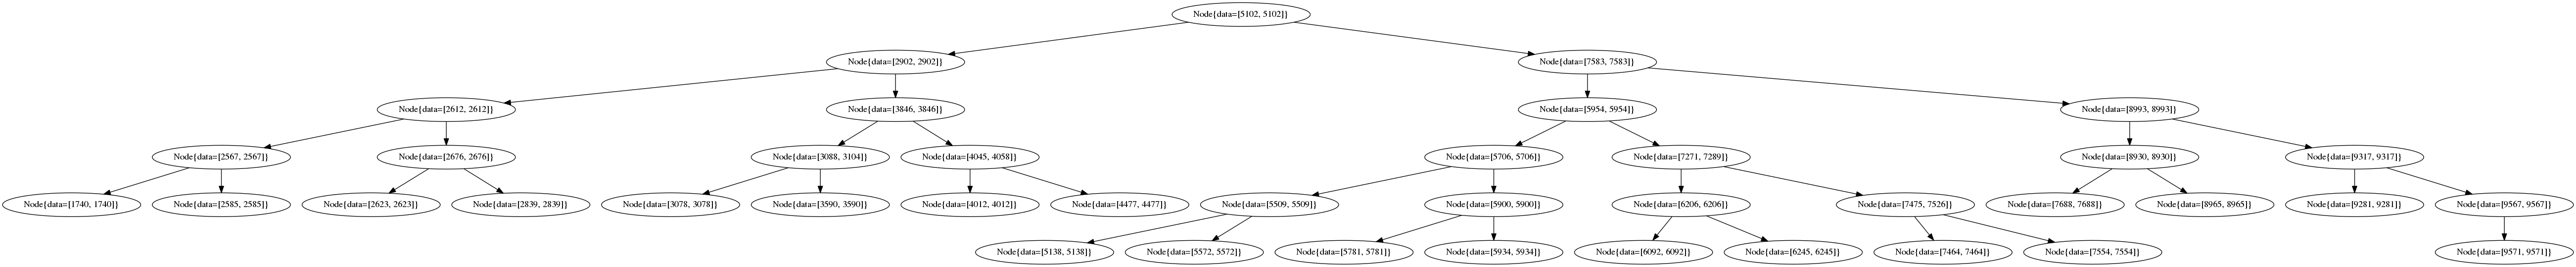 Node{data=[5102, 5102]}
Node{data=[2902, 2902]}
Node{data=[7583, 7583]}
Node{data=[2612, 2612]}
Node{data=[3846, 3846]}
Node{data=[5954, 5954]}
Node{data=[8993, 8993]}
Node{data=[2567, 2567]}
Node{data=[2676, 2676]}
Node{data=[3088, 3104]}
Node{data=[4045, 4058]}
Node{data=[5706, 5706]}
Node{data=[7271, 7289]}
Node{data=[8930, 8930]}
Node{data=[9317, 9317]}
Node{data=[1740, 1740]}
Node{data=[2585, 2585]}
Node{data=[2623, 2623]}
Node{data=[2839, 2839]}
Node{data=[3078, 3078]}
Node{data=[3590, 3590]}
Node{data=[4012, 4012]}
Node{data=[4477, 4477]}
Node{data=[5509, 5509]}
Node{data=[5900, 5900]}
Node{data=[6206, 6206]}
Node{data=[7475, 7526]}
Node{data=[7688, 7688]}
Node{data=[8965, 8965]}
Node{data=[9281, 9281]}
Node{data=[9567, 9567]}
Node{data=[5138, 5138]}
Node{data=[5572, 5572]}
Node{data=[5781, 5781]}
Node{data=[5934, 5934]}
Node{data=[6092, 6092]}
Node{data=[6245, 6245]}
Node{data=[7464, 7464]}
Node{data=[7554, 7554]}
Node{data=[9571, 9571]}